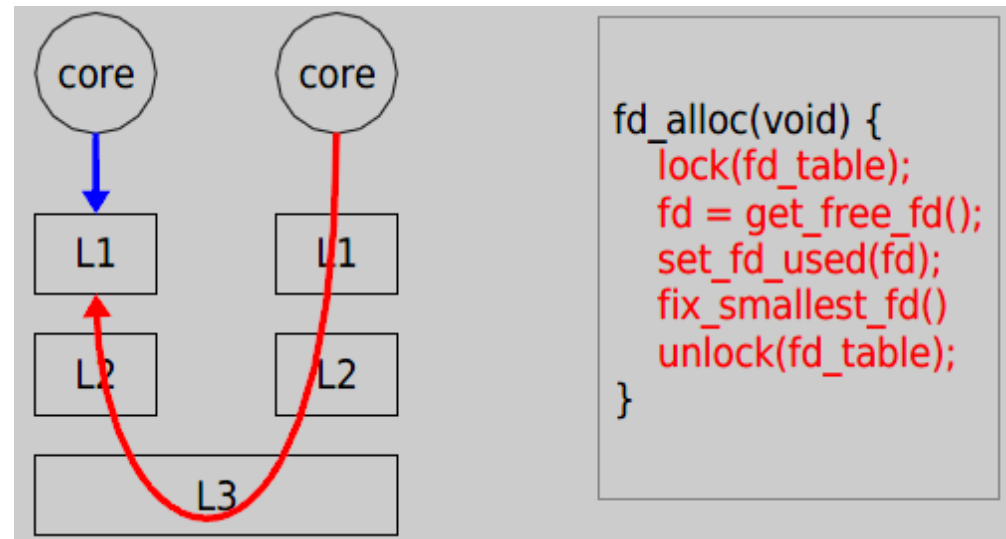 core
core
L1
L1
L2
L2
L3
fd_alloc(void) {
lock(fd_table);
fd = get_free_fd();
set_fd_used(fd);
fix_smallest_fd()
unlock(fd_table);
}